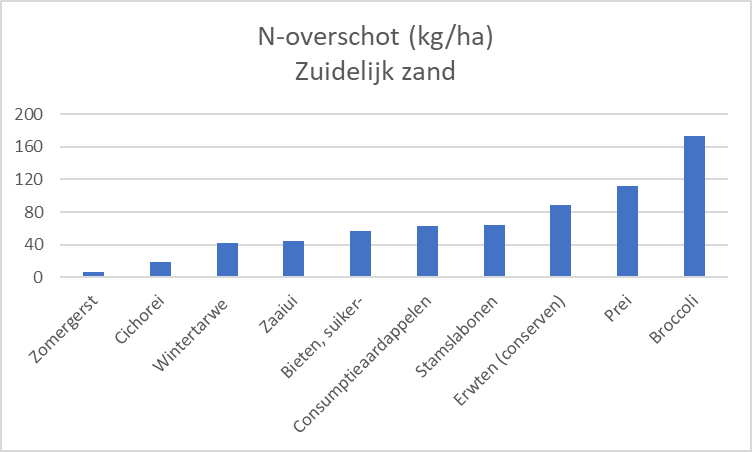 N-overschot (kg/ha)
Zuidelijk zand
200
160
120
80
40
0
Zomergerst
Cichorei
Wintertarwe
Zaaiui
Bieten, suiker-
Consumptieaardappelen
Stamslabonen
Erwten (conserven)
Prei
Broccoli